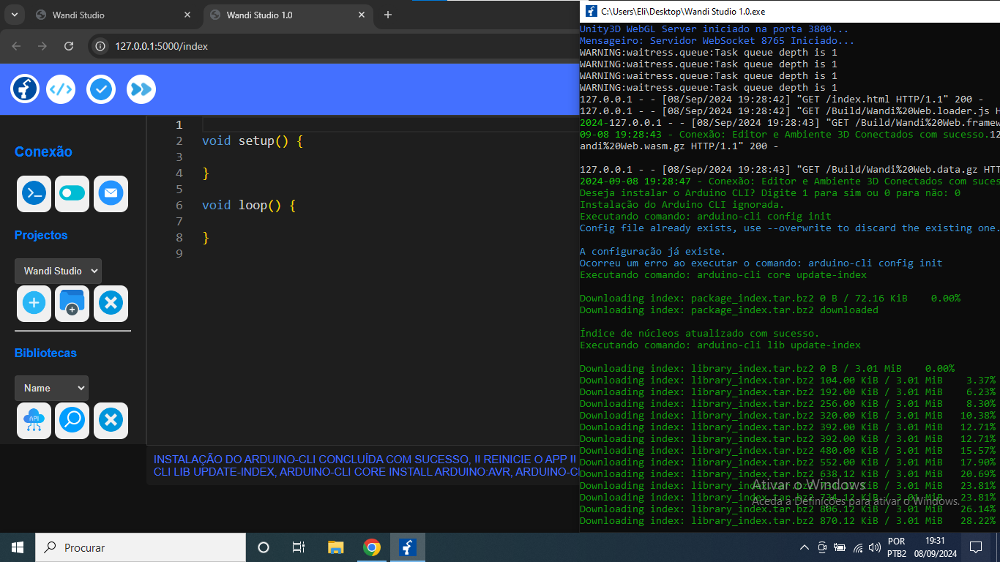 Wandi Studio
Wandi Studio 1.0
127.0.0.1:5000/index
Conexão
Projectos
Wandi Studio
Bibliotecas
Name
API
1
2 void setup() {
3
4 }
5
6 void loop() {
7
8 }
9
INSTALAÇÃO DO ARDUINO-CLI CONCLUÍDA COM SUCESSO, !! REINICIE O APP !!
CLI LIB UPDATE-INDEX, ARDUINO-CLI CORE INSTALL ARDUINO:AVR, ARDUINO-CL
C:\Users\Eli\Desktop\Wandi Studio 1.0.exe
Unity3D WebGL Server iniciado na porta 3800...
Mensageiro: Servidor WebSocket 8765 Iniciado...
WARNING:waitress.queue:Task queue depth is 1
WARNING:waitress.queue:Task queue depth is 1
WARNING:waitress.queue:Task queue depth is 1
WARNING:waitress.queue:Task queue depth is 1
127.0.0.1 - - [08/Sep/2024 19:28:42] "GET /index.html HTTP/1.1" 200 -
127.0.0.1 - - [08/Sep/2024 19:28:42] "GET /Build/Wandi%20Web.loader.js H
2024-127.0.0.1 - - [08/Sep/2024 19:28:43] "GET /Build/Wandi%20Web.framew
09-08 19:28:43 - Conexão: Editor e Ambiente 3D Conectados com sucesso.12
andi%20Web.wasm.gz HTTP/1.1" 200 -
127.0.0.1 - - [08/Sep/2024 19:28:43] "GET /Build/Wandi%20Web.data.gz HTT
2024-09-08 19:28:47 - Conexão: Editor e Ambiente 3D Conectados com suces
Deseja instalar o Arduino CLI? Digite 1 para sim ou 0 para não: 0
Instalação do Arduino CLI ignorada.
Executando comando: arduino-cli config init
Config file already exists, use --overwrite to discard the existing one.
A configuração já existe.
Ocorreu um erro ao executar o comando: arduino-cli config init
Executando comando: arduino-cli core update-index
Downloading index: package_index.tar.bz2 0 B / 72.16 KiB    0.00%
Downloading index: package_index.tar.bz2 downloaded
Índice de núcleos atualizado com sucesso.
Executando comando: arduino-cli lib update-index
Downloading index: library_index.tar.bz2 0 B / 3.01 MiB    0.00%
Downloading index: library_index.tar.bz2 104.00 KiB / 3.01 MiB    3.37%
Downloading index: library_index.tar.bz2 192.00 KiB / 3.01 MiB    6.23%
Downloading index: library_index.tar.bz2 256.00 KiB / 3.01 MiB    8.30%
Downloading index: library_index.tar.bz2 320.00 KiB / 3.01 MiB   10.38%
Downloading index: library_index.tar.bz2 392.00 KiB / 3.01 MiB   12.71%
Downloading index: library_index.tar.bz2 392.00 KiB / 3.01 MiB   12.71%
Downloading index: library_index.tar.bz2 480.00 KiB / 3.01 MiB   15.57%
Downloading index: library_index.tar.bz2 552.00 KiB / 3.01 MiB   17.90%
Downloading index: library_index.tar.bz2 638.12 KiB / 3.01 MiB   20.69%
Downloading index: library_index.tar.bz2 734.12 KiB / 3.01 MiB   23.81%
Downloading index: library_index.tar.bz2 734.12 KiB / 3.01 MiB   23.81%
Downloading index: library_index.tar.bz2 806.12 KiB / 3.01 MiB   26.14%
Downloading index: library_index.tar.bz2 870.12 KiB / 3.01 MiB   28.22%
Ativar o Windows
Aceda a Definições para ativar o Windows.
Procurar
POR
PTB2
19:31
08/09/2024